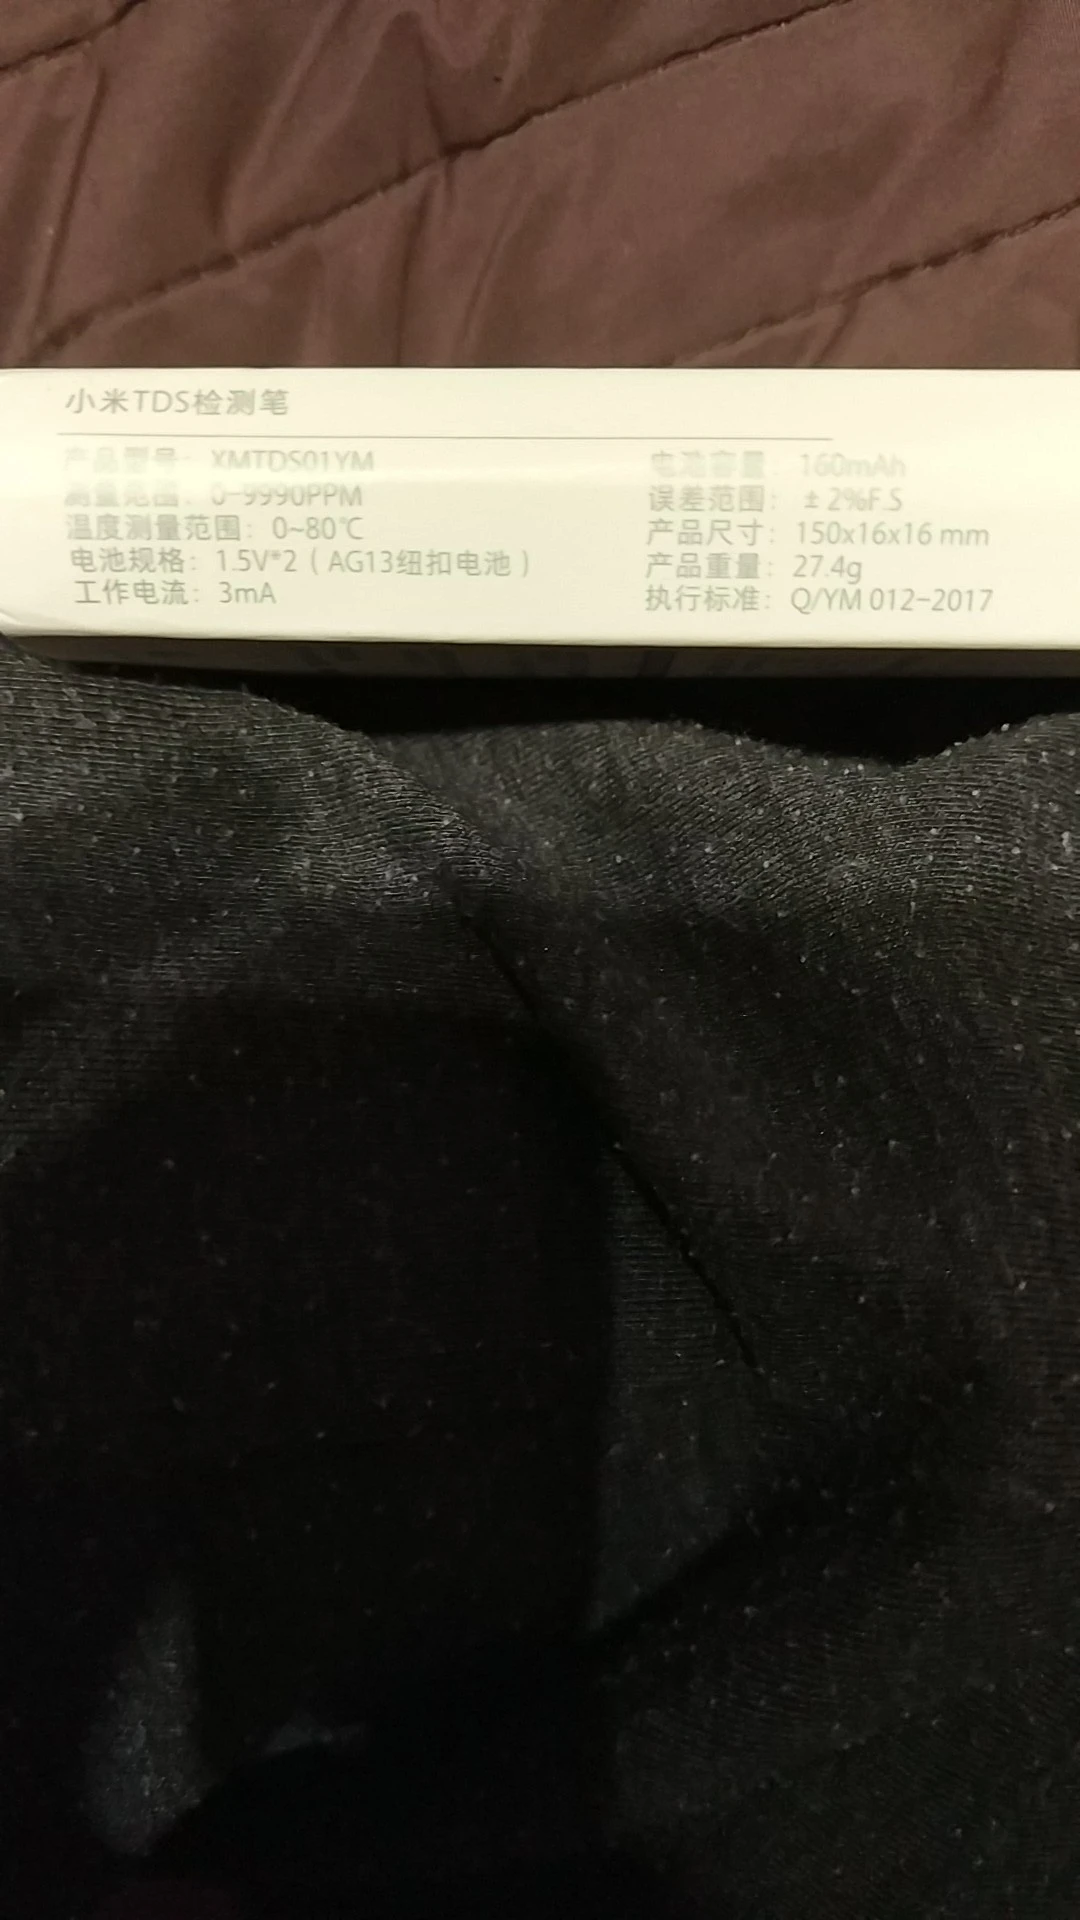 小米TDS检测笔
产品型号： XMTDS01YM
测量范围： 0-9990PPM
温度测量范围： 0~80℃
电池规格： 1.5V*2（AG13纽扣电池）
工作电流： 3mA
电池容量： 160mAh
误差范围： ±2%F.S
产品尺寸： 150x16x16 mm
产品重量： 27.4g
执行标准： Q/YM 012-2017